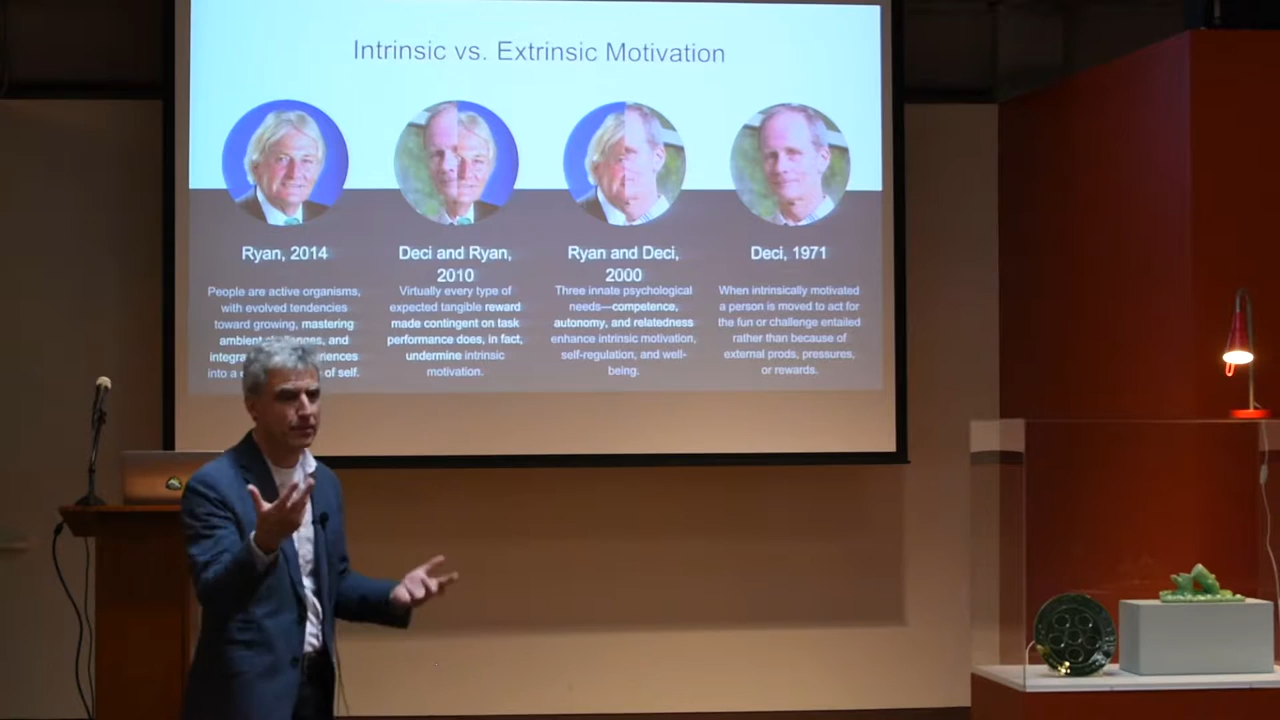 Intrinsic vs. Extrinsic Motivation
Ryan, 2014
People are active organisms,
with evolved tendencies
toward growing, mastering
ambient and
into a of self.
Deci and Ryan,
2010
Virtually every type of
expected tangible reward
made contingent on task
performance does, in fact,
undermine intrinsic
motivation.
Ryan and Deci,
2000
Three innate psychological
needs—competence,
autonomy, and relatedness
enhance intrinsic motivation,
self-regulation, and well-
being.
Deci, 1971
When intrinsically motivated
a person is moved to act for
the fun or challenge entailed
rather than because of
external prods, pressures,
or rewards.